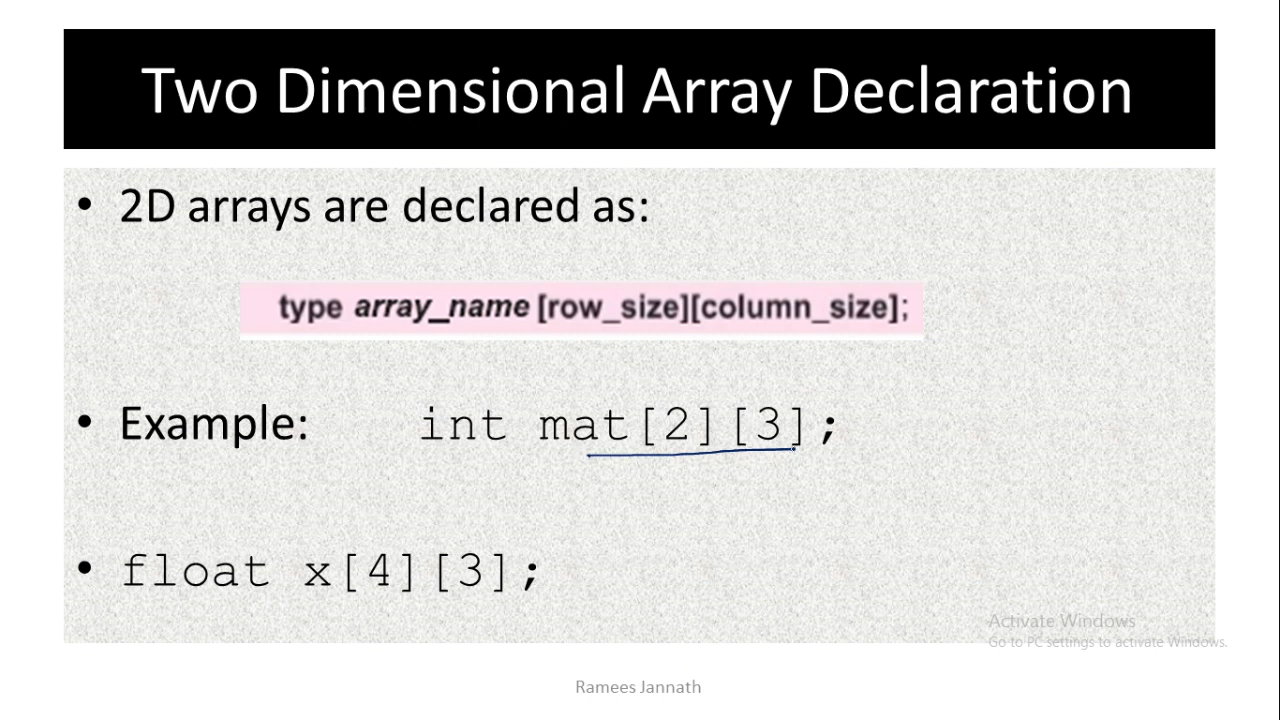 Two Dimensional Array Declaration
• 2D arrays are declared as:
type array_name [row_size][column_size];
• Example: int mat[2][3];
• float x[4][3];
Activate Windows
Go to PC settings to activate Windows.
Ramees Jannath